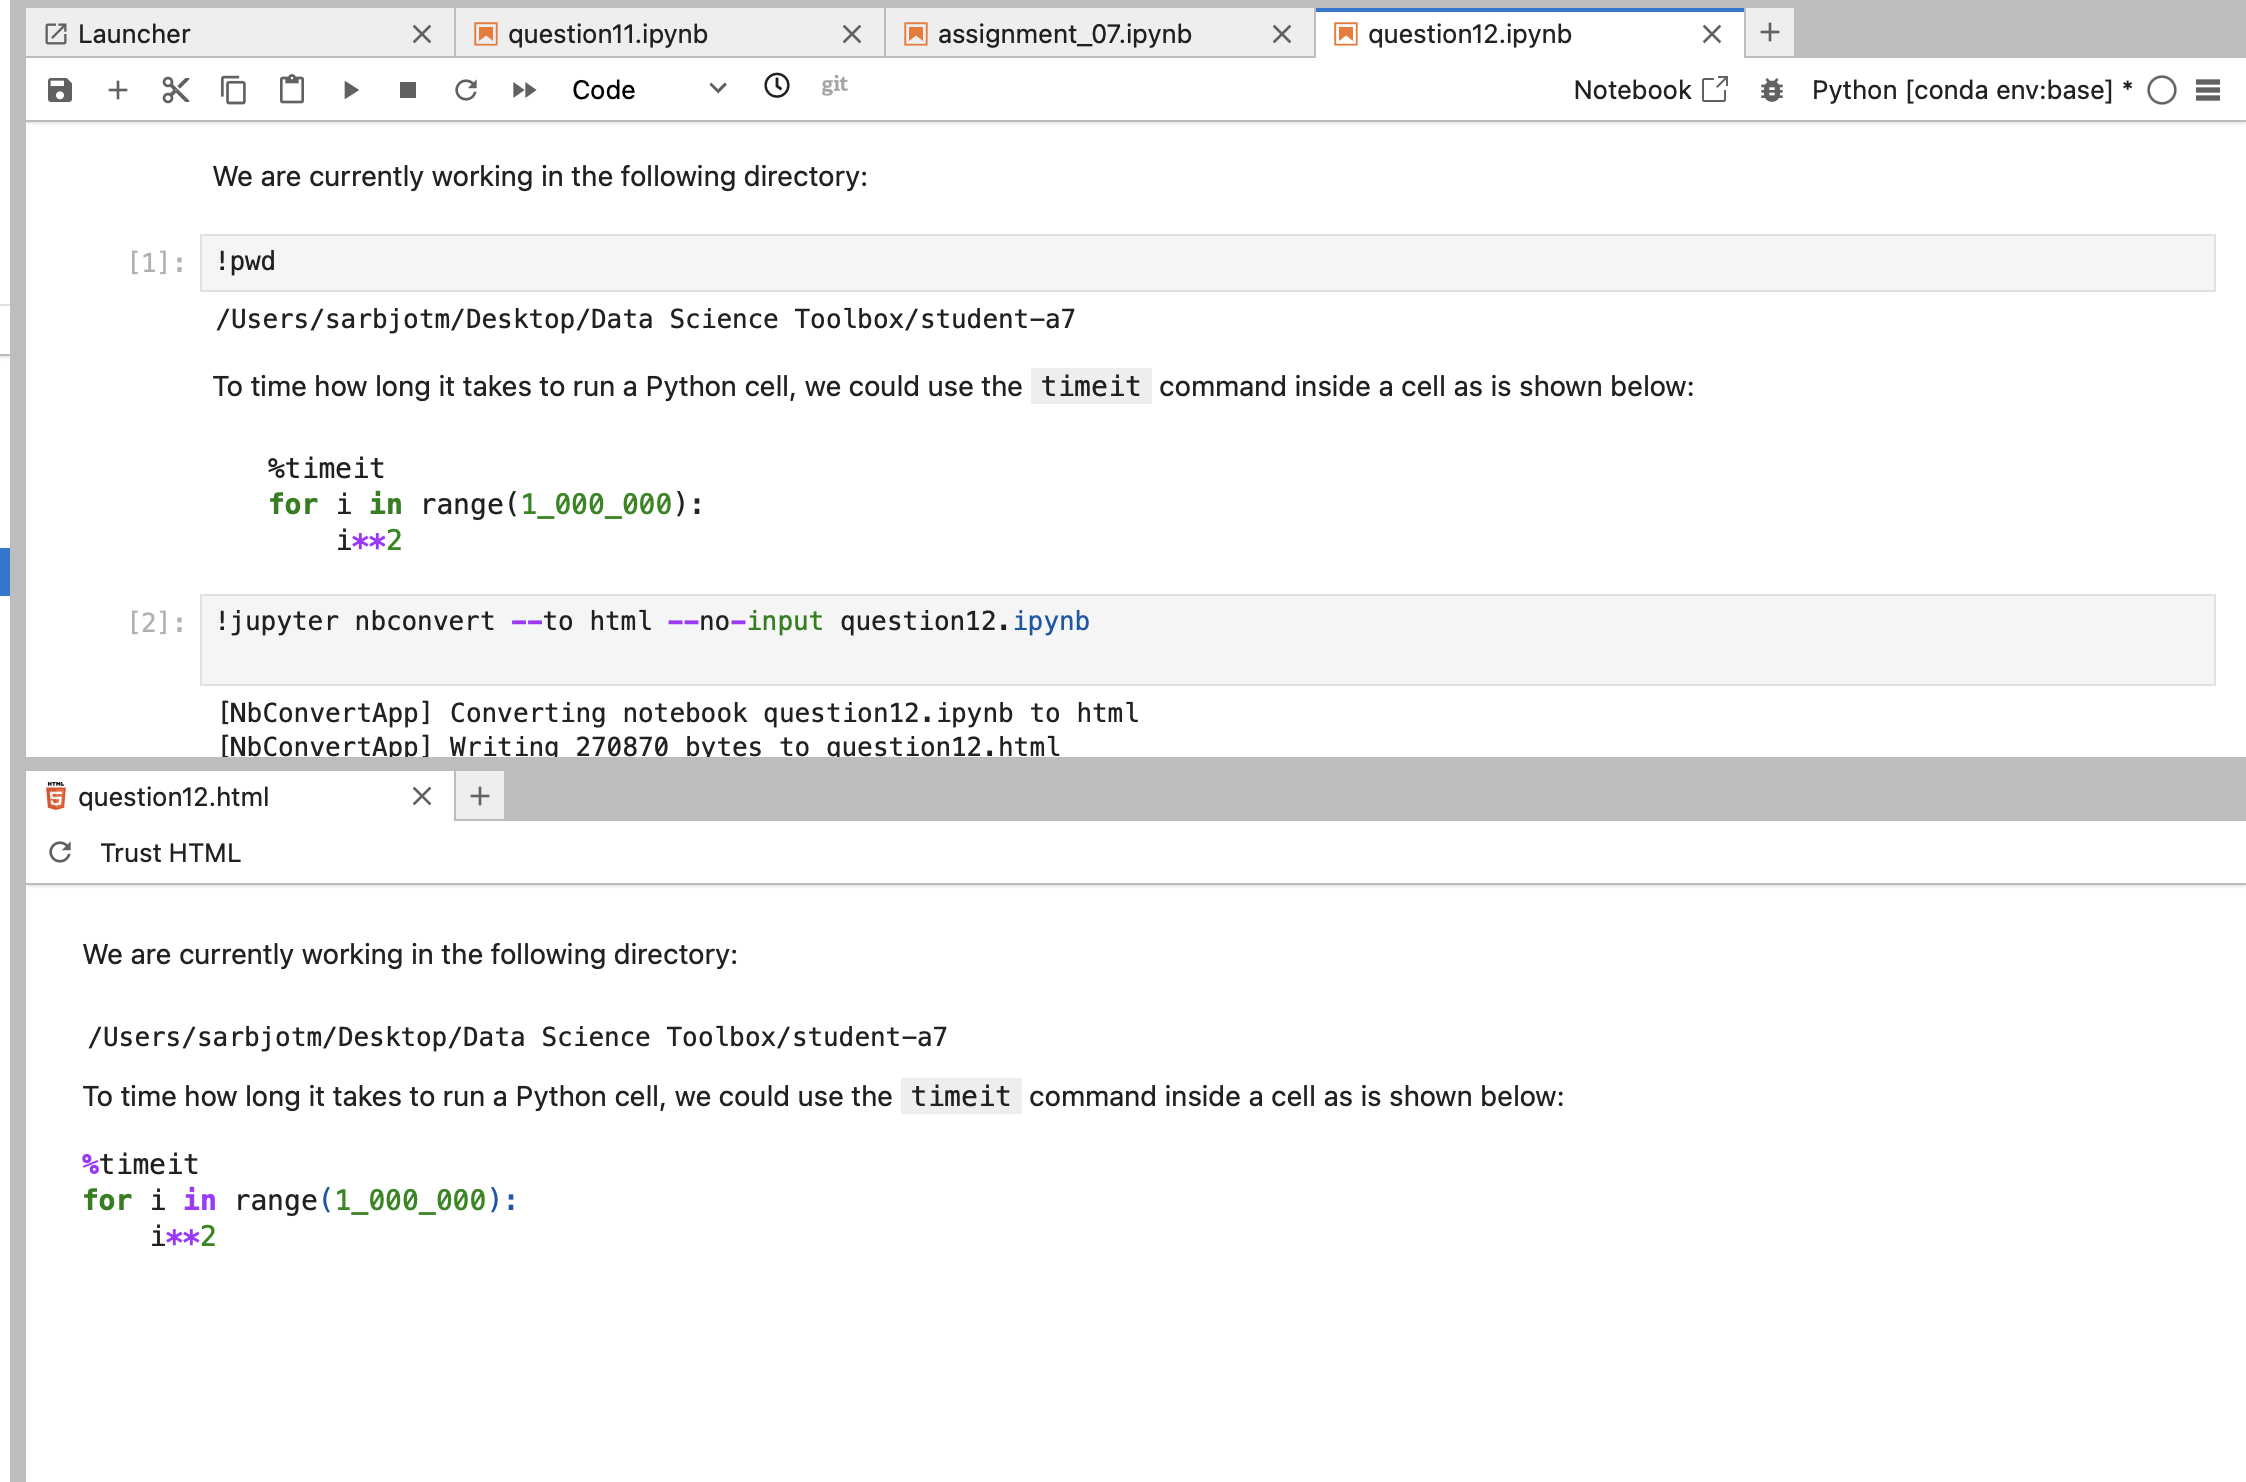 Launcher
question11.ipynb
assignment_07.ipynb
question12.ipynb
Code
git
Notebook
Python [conda env:base] *
We are currently working in the following directory:
[1]:
!pwd
/Users/sarbjotm/Desktop/Data Science Toolbox/student-a7
To time how long it takes to run a Python cell, we could use the timeit command inside a cell as is shown below:
%timeit
for i in range(1_000_000):
    i**2
[2]:
!jupyter nbconvert --to html --no-input question12.ipynb
[NbConvertApp] Converting notebook question12.ipynb to html
[NbConvertApp] Writing 270870 bytes to question12.html
question12.html
Trust HTML
We are currently working in the following directory:
/Users/sarbjotm/Desktop/Data Science Toolbox/student-a7
To time how long it takes to run a Python cell, we could use the timeit command inside a cell as is shown below:
%timeit
for i in range(1_000_000):
    i**2